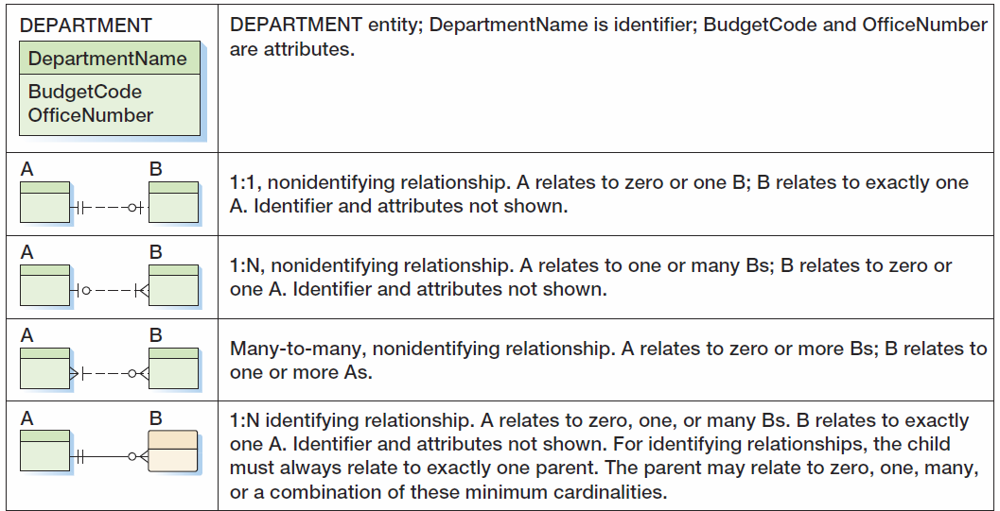 DEPARTMENT
DepartmentName
BudgetCode
OfficeNumber
DEPARTMENT entity; DepartmentName is identifier; BudgetCode and OfficeNumber
are attributes.
A B
1:1, nonidentifying relationship. A relates to zero or one B; B relates to exactly one
A. Identifier and attributes not shown.
A B
1:N, nonidentifying relationship. A relates to one or many Bs; B relates to zero or
one A. Identifier and attributes not shown.
A B
Many-to-many, nonidentifying relationship. A relates to zero or more Bs; B relates to
one or more As.
A B
1:N identifying relationship. A relates to zero, one, or many Bs. B relates to exactly
one A. Identifier and attributes not shown. For identifying relationships, the child
must always relate to exactly one parent. The parent may relate to zero, one, many,
or a combination of these minimum cardinalities.